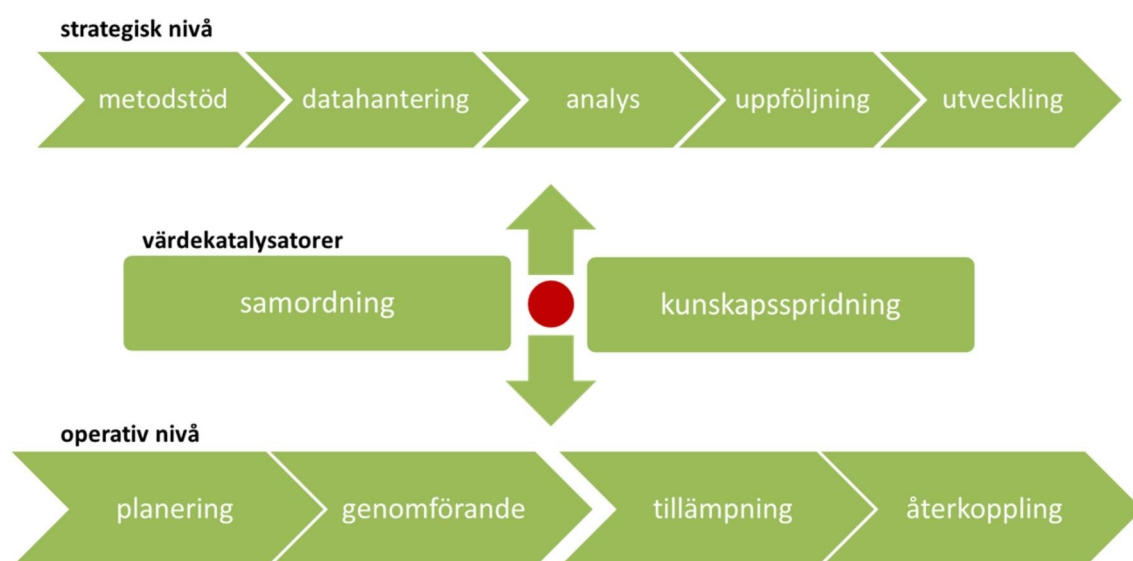 strategisk nivå
metodstöd
datahantering
analys
uppföljning
utveckling
värdekatalysatorer
samordning
kunskapsspridning
operativ nivå
planering
genomförande
tillämpning
återkoppling